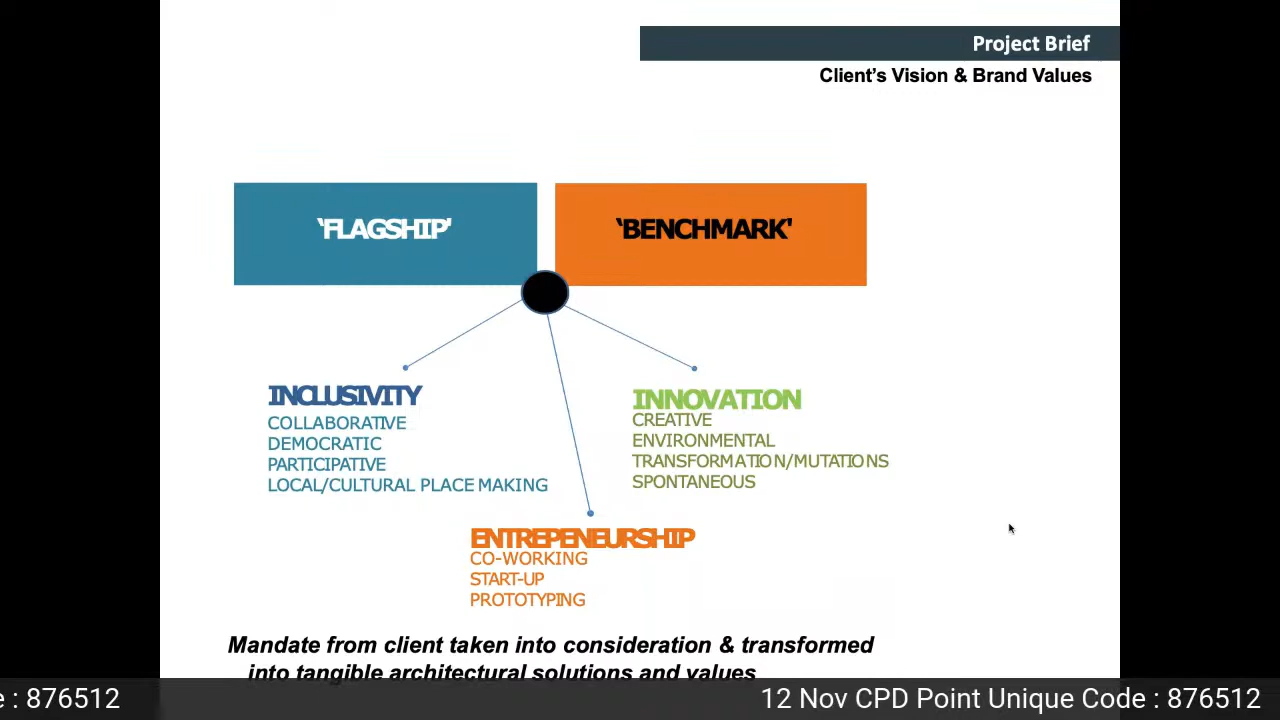 Project Brief
Client's Vision & Brand Values
'FLAGSHIP'
'BENCHMARK'
INCLUSIVITY
COLLABORATIVE
DEMOCRATIC
PARTICIPATIVE
LOCAL/CULTURAL PLACE MAKING
INNOVATION
CREATIVE
ENVIRONMENTAL
TRANSFORMATION/MUTATIONS
SPONTANEOUS
ENTREPENEURSHIP
CO-WORKING
START-UP
PROTOTYPING
Mandate from client taken into consideration & transformed
into tangible architectural solutions and values
e : 876512
12 Nov CPD Point Unique Code : 876512